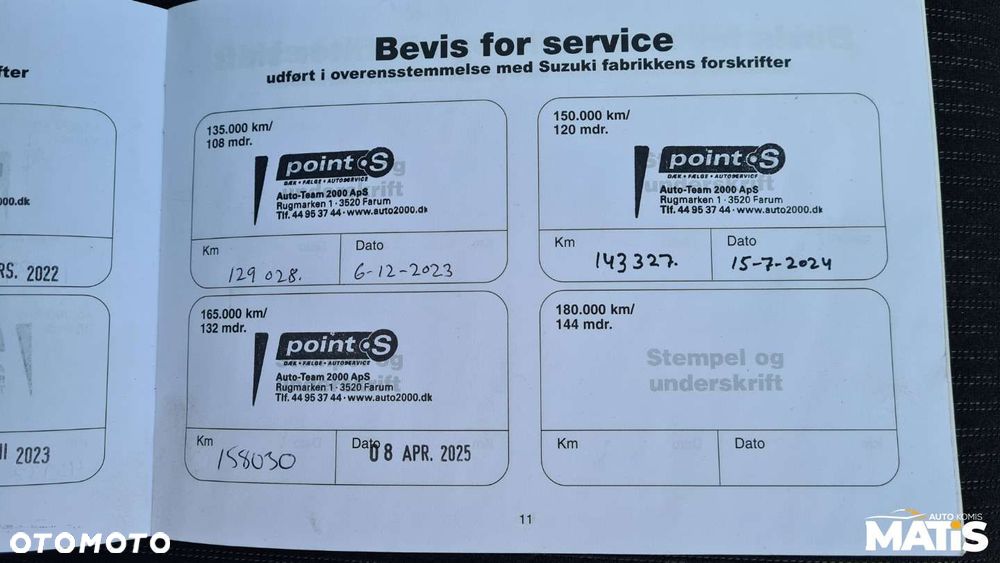 fter
00.dk
RS. 2022
2023
Bevis for service
udført i overensstemmelse med Suzuki fabrikkens forskrifter
135.000 km/
108 mdr.
point S
DÆK • FÆLGE • AUTOSERVICE
Auto-Team 2000 ApS
Rugmarken 1 · 3520 Farum
Tlf. 44 95 37 44 · www.auto2000.dk
Km
129 028.
Dato
6-12-2023
150.000 km/
120 mdr.
point S
DÆK • FÆLGE • AUTOSERVICE
Auto-Team 2000 ApS
Rugmarken 1 · 3520 Farum
Tlf. 44 95 37 44 · www.auto2000.dk
Km
143 327.
Dato
15-7-2024
165.000 km/
132 mdr.
point S
DÆK • FÆLGE • AUTOSERVICE
Auto-Team 2000 ApS
Rugmarken 1 · 3520 Farum
Tlf. 44 95 37 44 · www.auto2000.dk
Km
158030
Dato
08 APR. 2025
180.000 km/
144 mdr.
Stempel og
underskrift
Km
Dato
11
OTOMOTO
AUTO KOMIS
MATIS